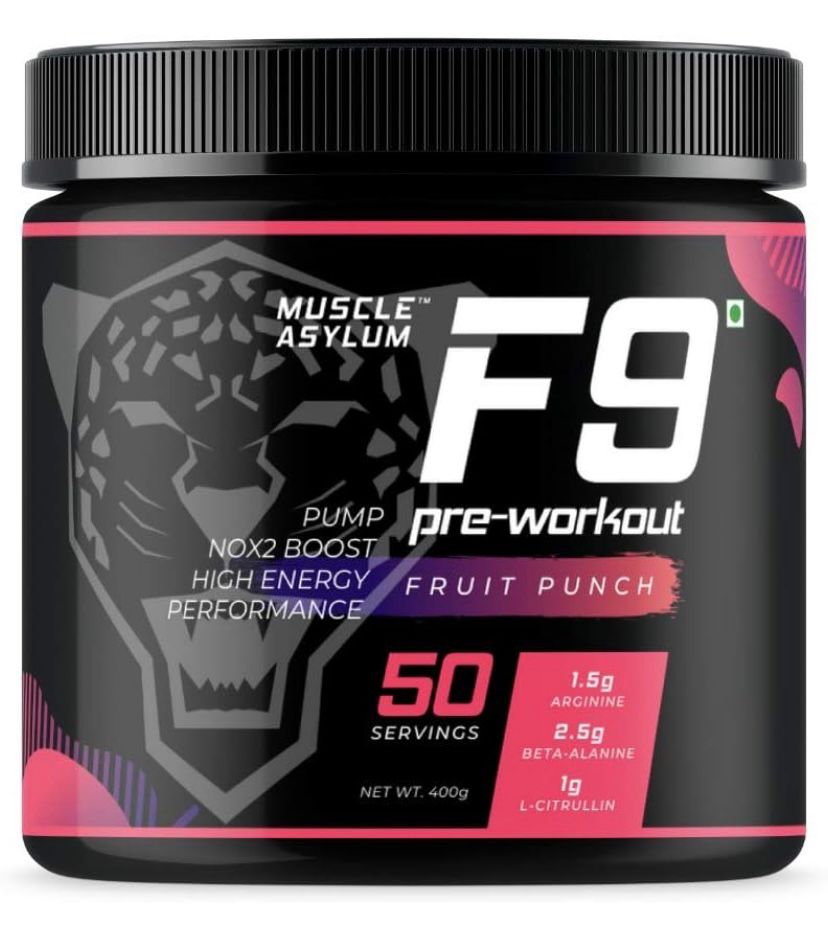 MUSCLE™
ASYLUM
F9
pre-workout
PUMP
NOX2 BOOST
HIGH ENERGY
PERFORMANCE
FRUIT PUNCH
50
SERVINGS
NET WT. 400g
1.5g
ARGININE
2.5g
BETA-ALANINE
1g
L-CITRULLIN